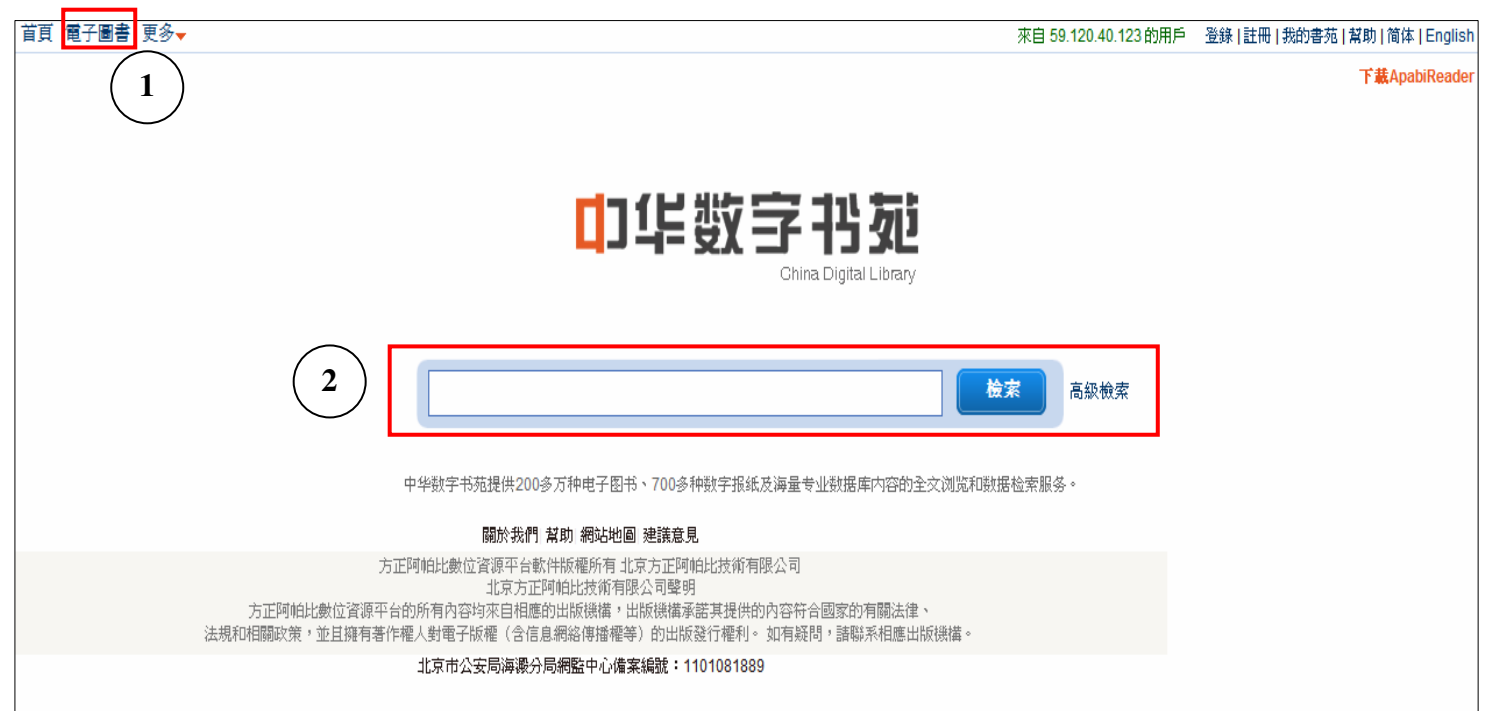 首頁 電子圖書 更多
來自 59.120.40.123 的用戶 登錄 | 註冊 | 我的書苑 | 幫助 | 简体 | English
下載ApabiReader
1
中华数字书苑
China Digital Library
2
檢索 高級檢索
中华数字书苑提供200多万种电子图书、700多种数字报纸及海量专业数据库内容的全文浏览和数据检索服务。
關於我們 幫助 網站地圖 建議意見
方正阿帕比數位資源平台軟件版權所有 北京方正阿帕比技術有限公司
北京方正阿帕比技術有限公司聲明
方正阿帕比數位資源平台的所有內容均來自相應的出版機構，出版機構承諾其提供的內容符合國家的有關法律、
法規和相關政策，並且擁有著作權人對電子版權（含信息網絡傳播權等）的出版發行權利。 如有疑問，請聯系相應出版機構。
北京市公安局海淀分局網監中心備案編號：1101081889